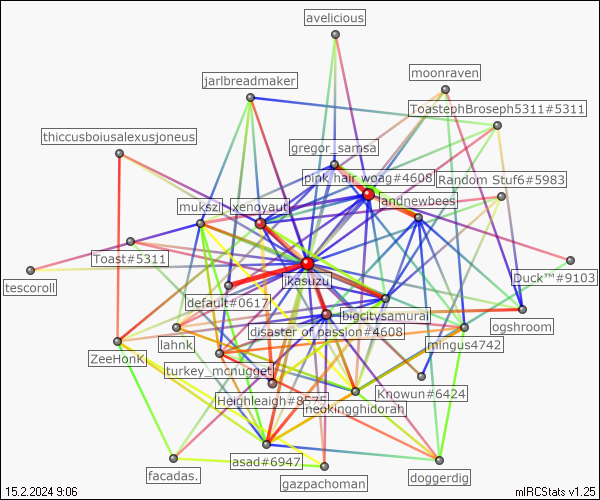 avelicious
moonraven
jarlbreadmaker
ToastephBroseph5311#5311
thiccusboiusalexusjoneus
gregor_samsa
pink hair woag#4608
Random Stuf6#5983
mukszi
xenoyaut
andnewbees
Toast#5311
ikasuzu
Duck™#9103
tescoroll
default#0617
bigcitysamurai
ogshroom
lahnk
disaster of passion#4608
mingus4742
ZeeHonk
turkey_mcnugget
Knowun#6424
Heighleigh#8575
neokingghidorah
asad#6947
facadas.
gazpachoman
doggerdig
15.2.2024 9:06
mIRCStats v1.25